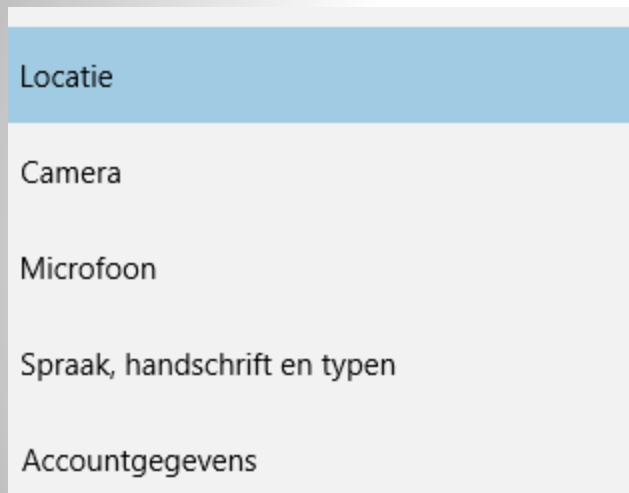 Locatie
Camera
Microfoon
Spraak, handschrift en typen
Accountgegevens